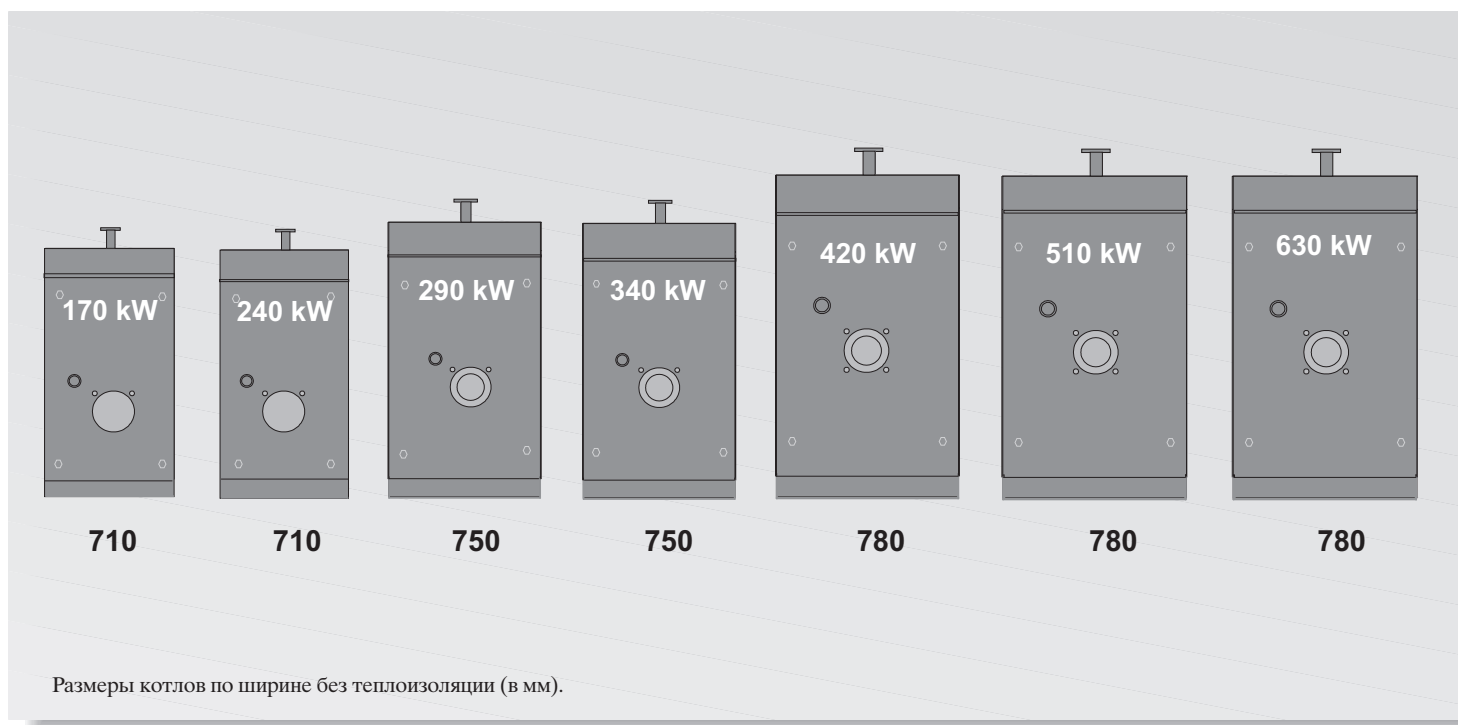 170 kW
240 kW
290 kW
340 kW
420 kW
510 kW
630 kW
710
710
750
750
780
780
780
Размеры котлов по ширине без теплоизоляции (в мм).